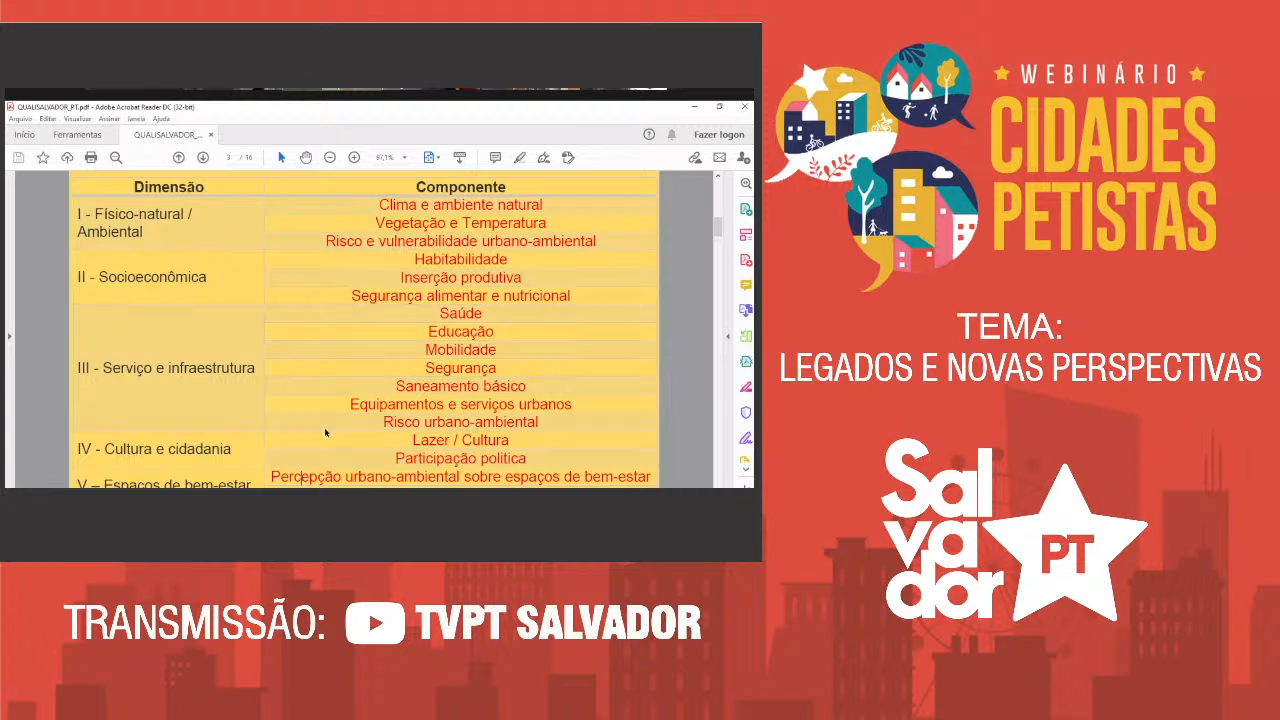 QUALISALVADOR_PT.pdf - Adobe Acrobat Reader DC (32-bit)
Arquivo Editar Visualizar Assinar Janela Ajuda
Início Ferramentas QUALISALVADOR_... × Fazer logon
3 / 16 97,1%
Dimensão Componente
I - Físico-natural /
Ambiental
Clima e ambiente natural
Vegetação e Temperatura
Risco e vulnerabilidade urbano-ambiental
II - Socioeconômica
Habitabilidade
Inserção produtiva
Segurança alimentar e nutricional
III - Serviço e infraestrutura
Saúde
Educação
Mobilidade
Segurança
Saneamento básico
Equipamentos e serviços urbanos
Risco urbano-ambiental
IV - Cultura e cidadania
Lazer / Cultura
Participação política
V – Espaços de bem-estar
Percepção urbano-ambiental sobre espaços de bem-estar
WEBINÁRIO
CIDADES
PETISTAS
TEMA:
LEGADOS E NOVAS PERSPECTIVAS
Sal
va
dor
PT
TRANSMISSÃO: TVPT SALVADOR